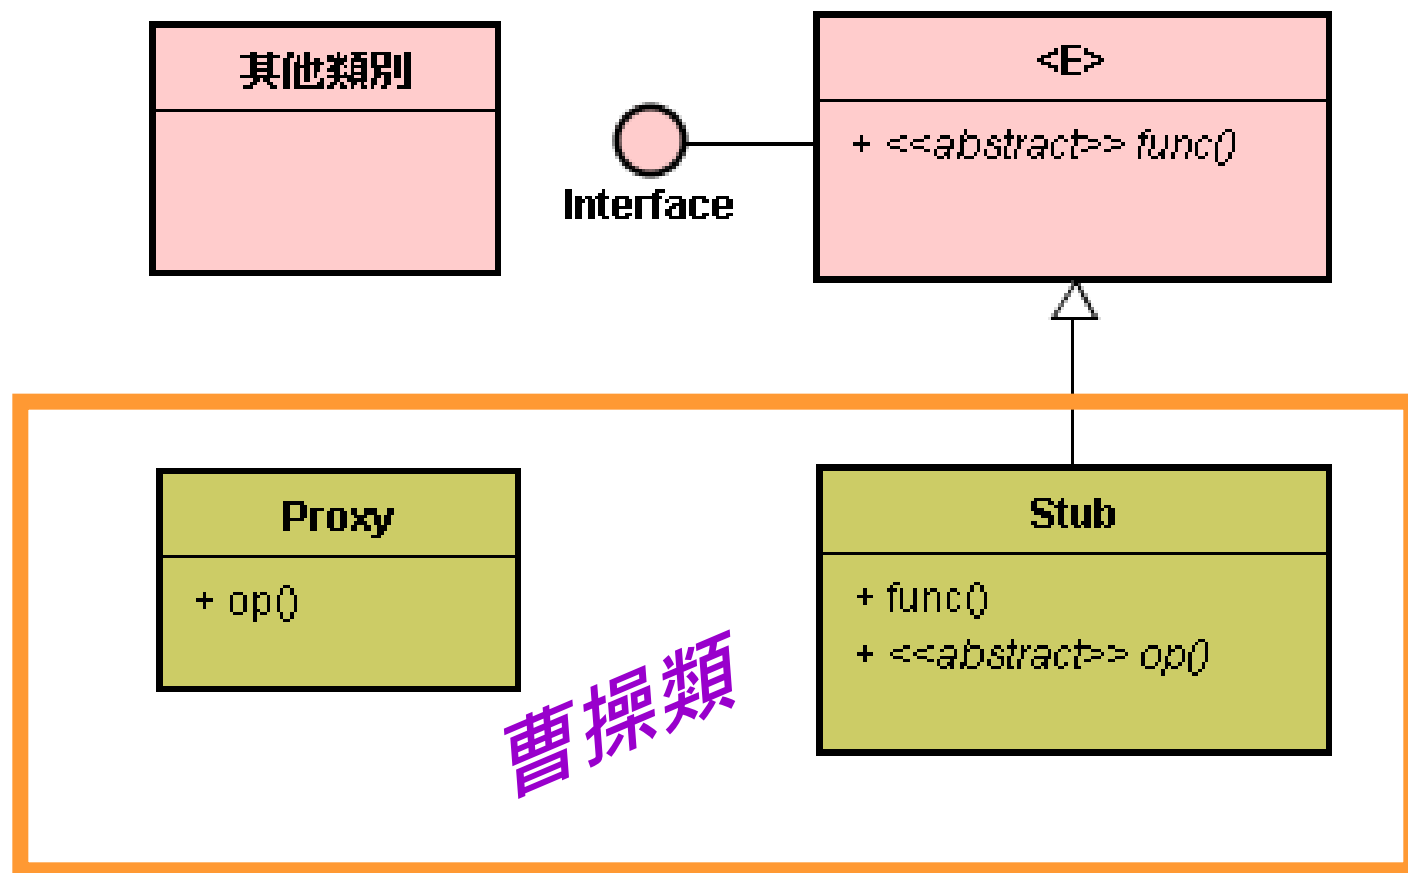 其他類別
<E>
+ <<abstract>> func()
Interface
Proxy
+ op()
Stub
+ func()
+ <<abstract>> op()
曹操類